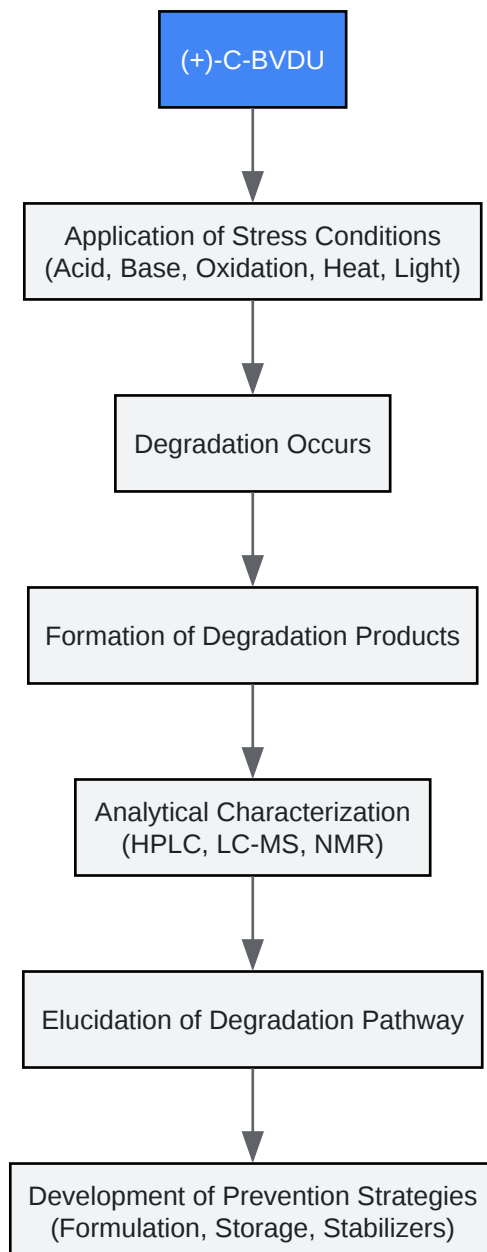 (+)-C-BVDU
Application of Stress Conditions
(Acid, Base, Oxidation, Heat, Light)
Degradation Occurs
Formation of Degradation Products
Analytical Characterization
(HPLC, LC-MS, NMR)
Elucidation of Degradation Pathway
Development of Prevention Strategies
(Formulation, Storage, Stabilizers)